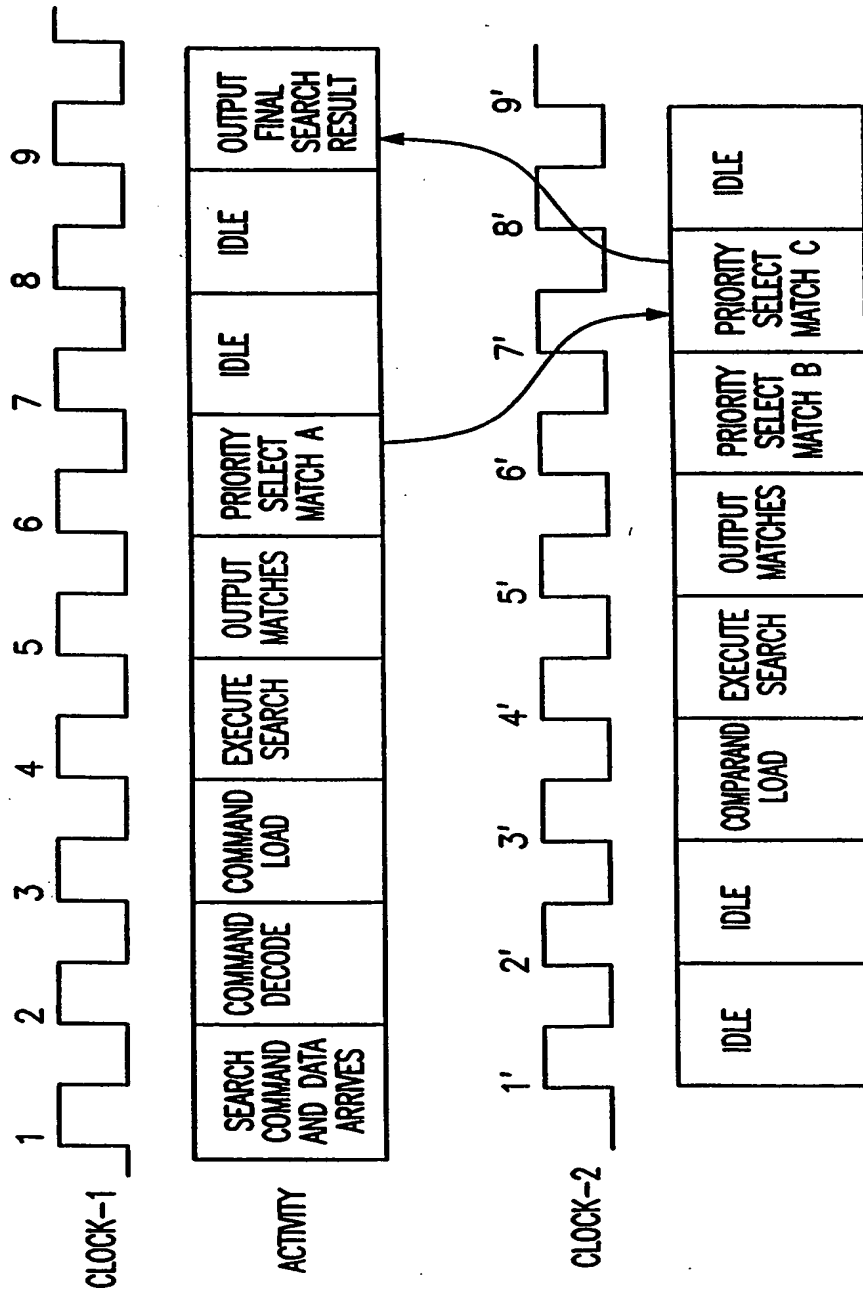 1 2 3 4 5 6 7 8 9
CLOCK-1
ACTIVITY
SEARCH
COMMAND
AND DATA
ARRIVES
COMMAND
DECODE
COMMAND
LOAD
EXECUTE
SEARCH
OUTPUT
MATCHES
PRIORITY
SELECT
MATCH A
IDLE
IDLE
OUTPUT
FINAL
SEARCH
RESULT
1' 2' 3' 4' 5' 6' 7' 8' 9'
CLOCK-2
IDLE
IDLE
COMPARAND
LOAD
EXECUTE
SEARCH
OUTPUT
MATCHES
PRIORITY
SELECT
MATCH B
PRIORITY
SELECT
MATCH C
IDLE